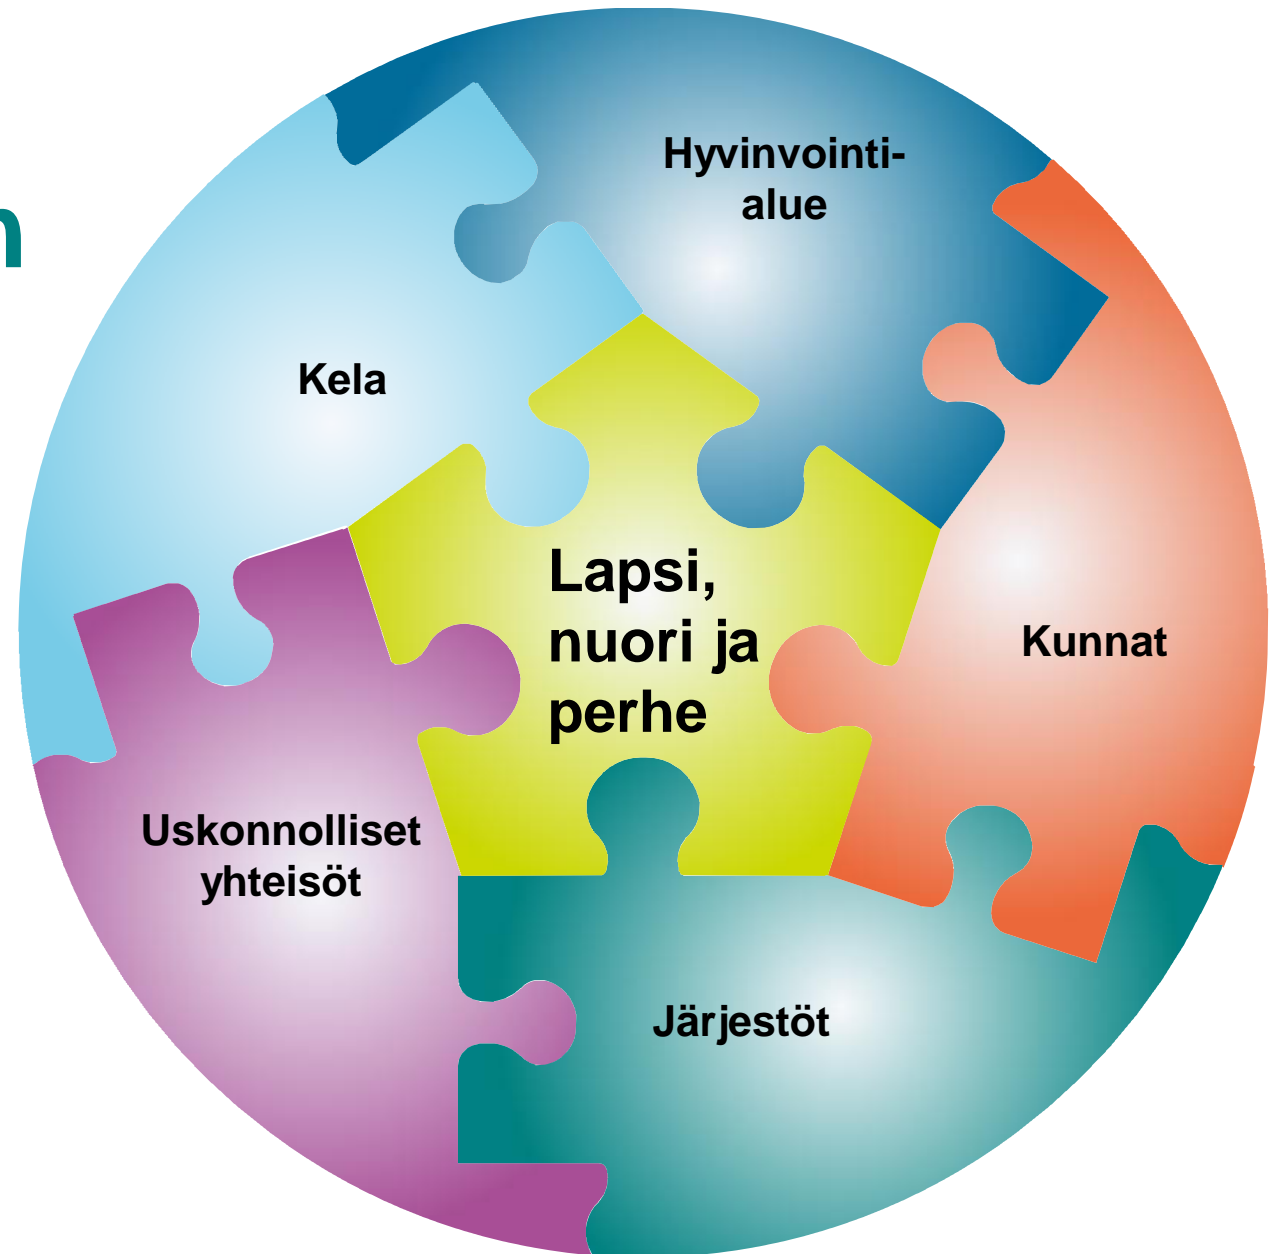 n
Hyvinvointi-
alue
Kela
Lapsi,
nuori ja
perhe
Kunnat
Uskonnolliset
yhteisöt
Järjestöt